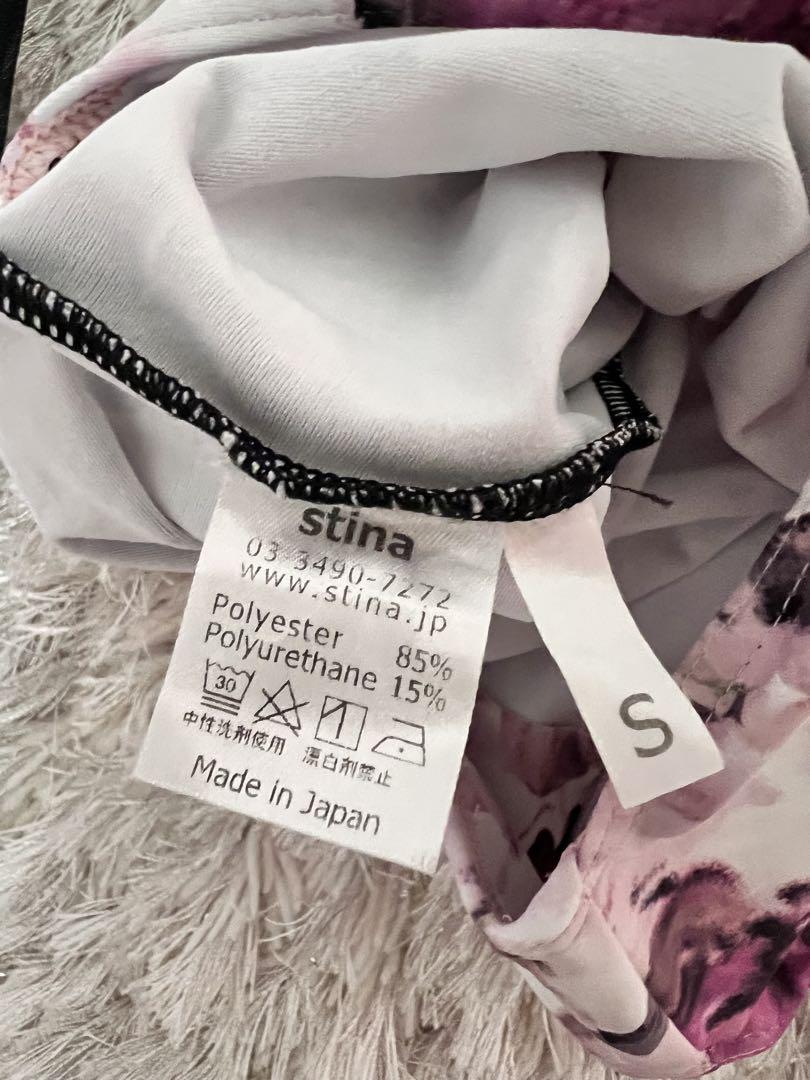 stina
03-3490-7272
www.stina.jp
Polyester 85%
Polyurethane 15%
30
中性洗剤使用 漂白剤禁止
Made in Japan
S